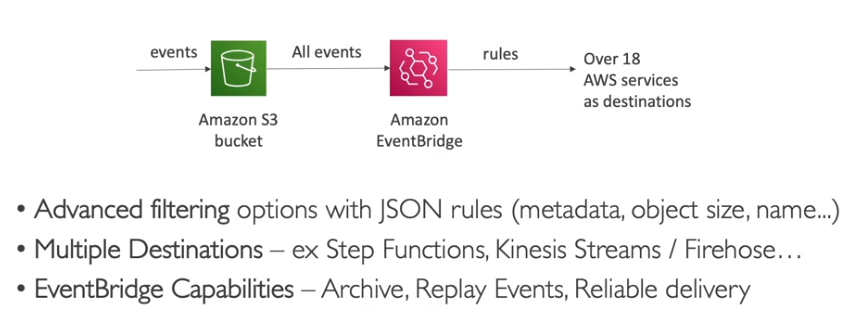 events
All events
rules
Over 18
AWS services
as destinations
Amazon S3
bucket
Amazon
EventBridge
• Advanced filtering options with JSON rules (metadata, object size, name...)
• Multiple Destinations – ex Step Functions, Kinesis Streams / Firehose…
• EventBridge Capabilities – Archive, Replay Events, Reliable delivery